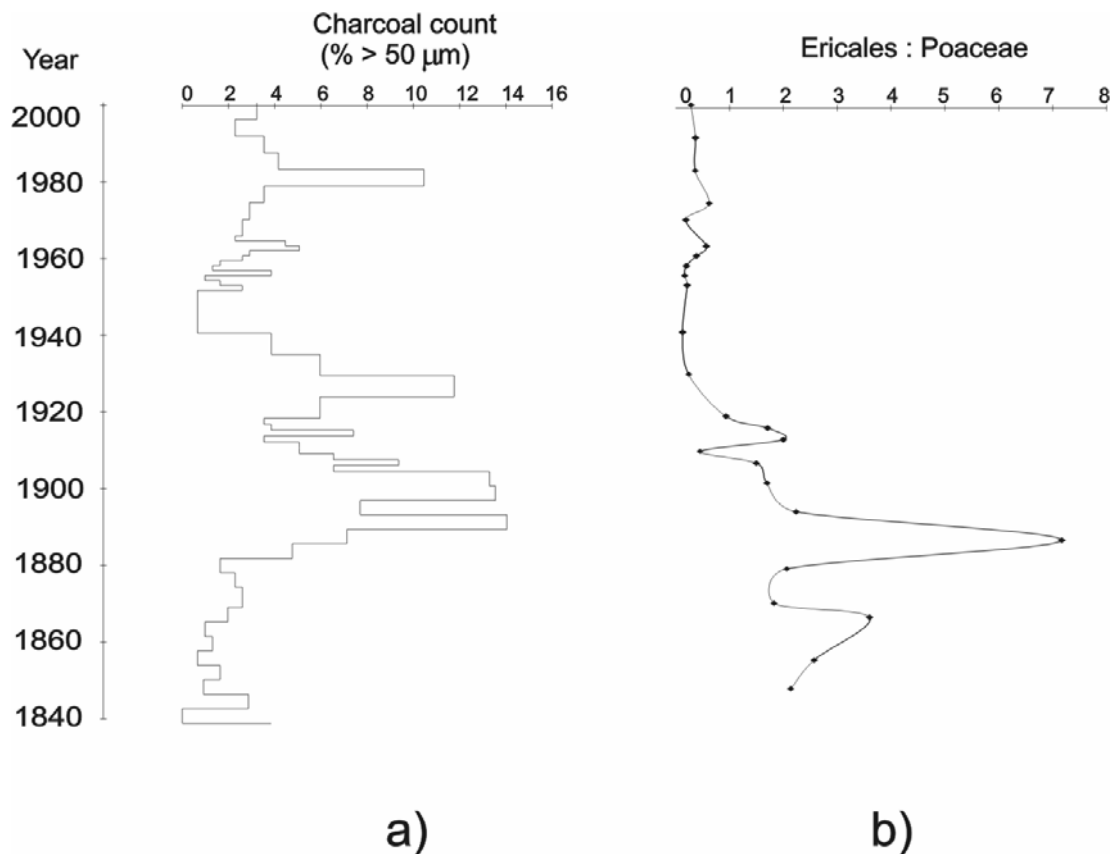 Charcoal count
(% > 50 μm)
Ericales : Poaceae
Year
0 2 4 6 8 10 12 14 16
0 1 2 3 4 5 6 7 8
2000
1980
1960
1940
1920
1900
1880
1860
1840
a)
b)